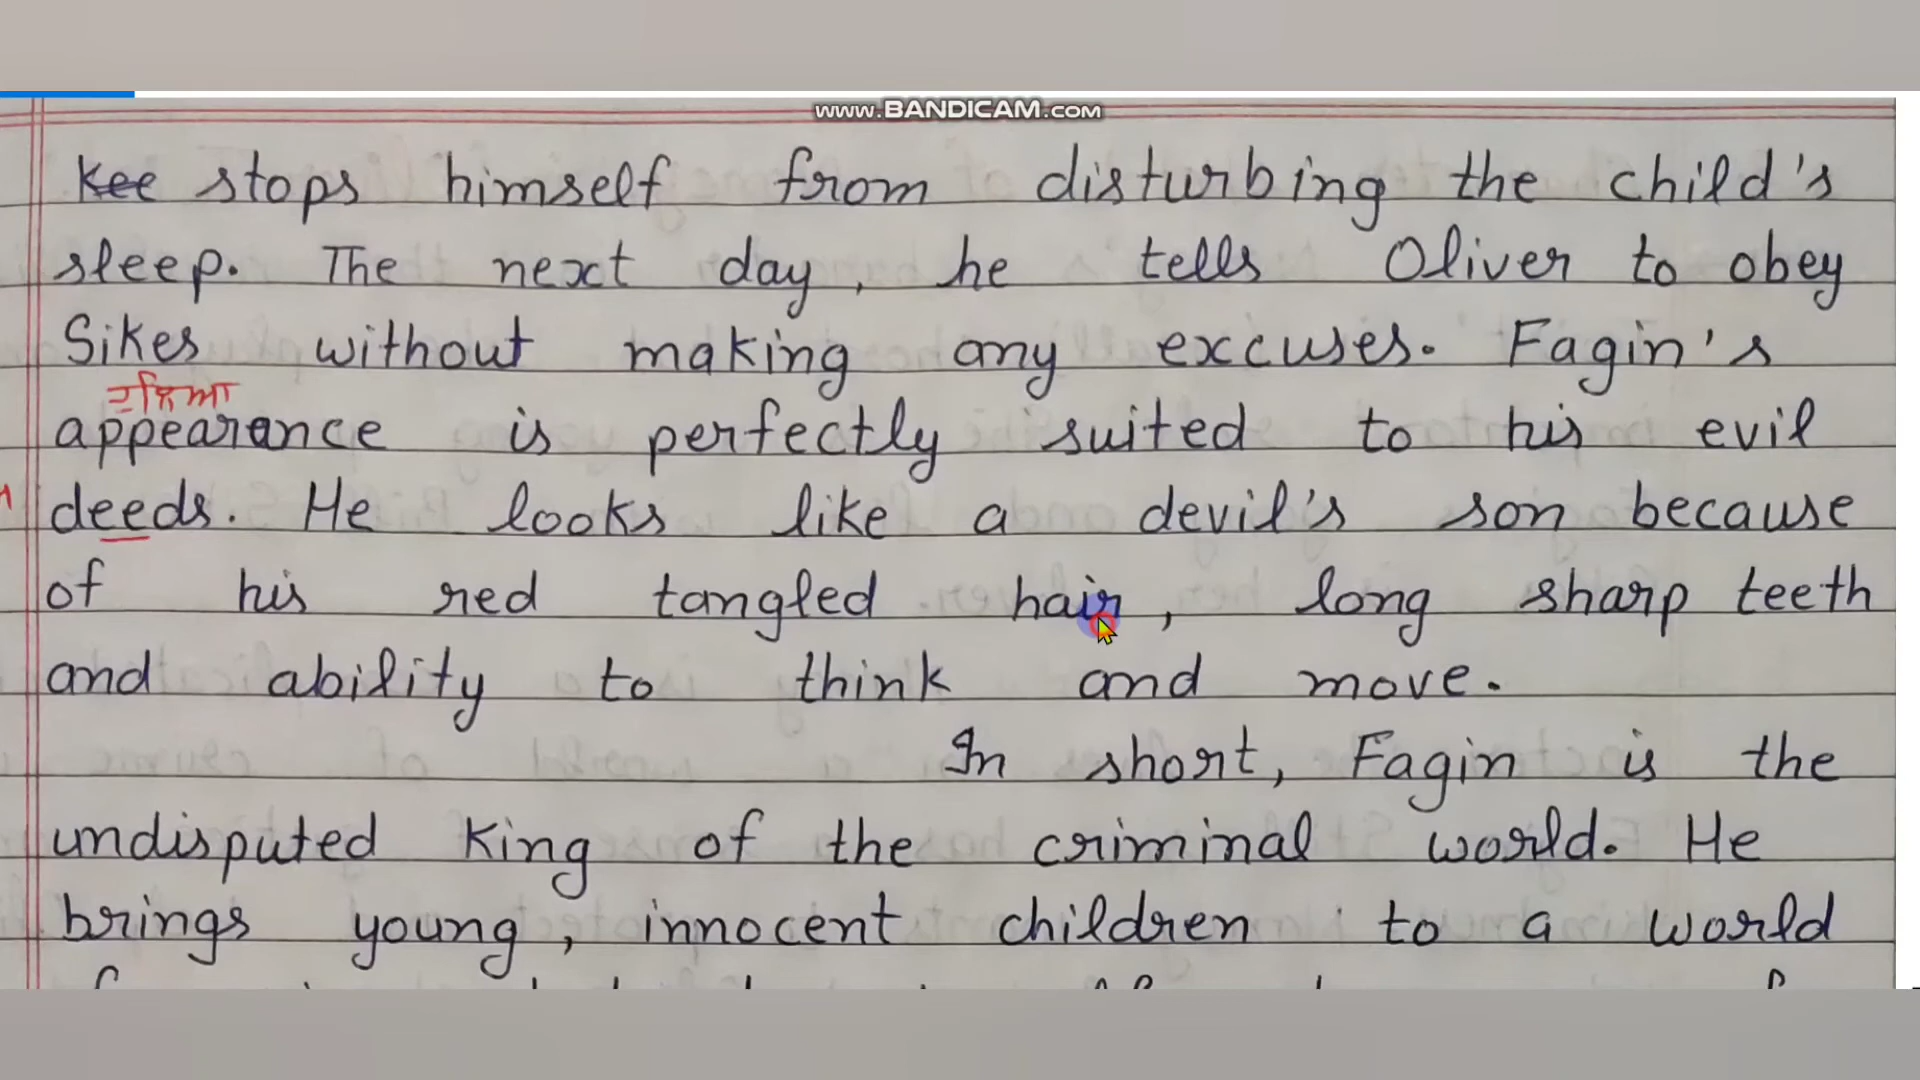 www.BANDICAM.com
stops himself from disturbing the child's
sleep. The next day, he tells Oliver to obey
Sikes without making any excuses. Fagin's
ਹੁਲਿਆ
appearance is perfectly suited to his evil
deeds. He looks like a devil's son because
of his red tangled hair, long sharp teeth
and ability to think and move.
In short, Fagin is the
undisputed King of the criminal world. He
brings young, innocent children to a world